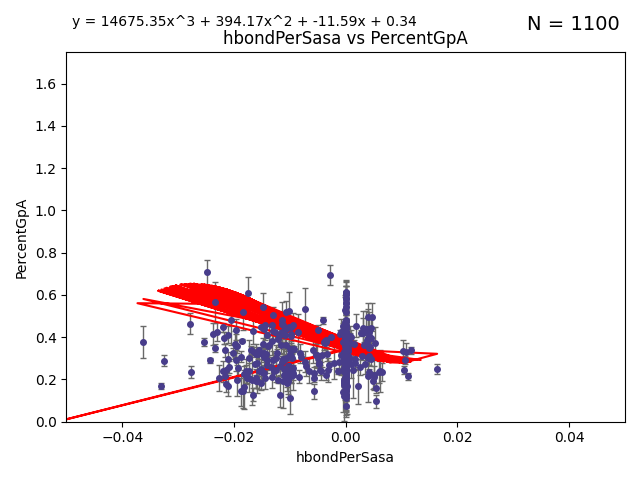 y = 14675.35x^3 + 394.17x^2 + -11.59x + 0.34
N = 1100
hbondPerSasa vs PercentGpA
1.6
1.4
1.2
1.0
0.8
0.6
0.4
0.2
0.0
PercentGpA
−0.04
−0.02
0.00
0.02
0.04
hbondPerSasa